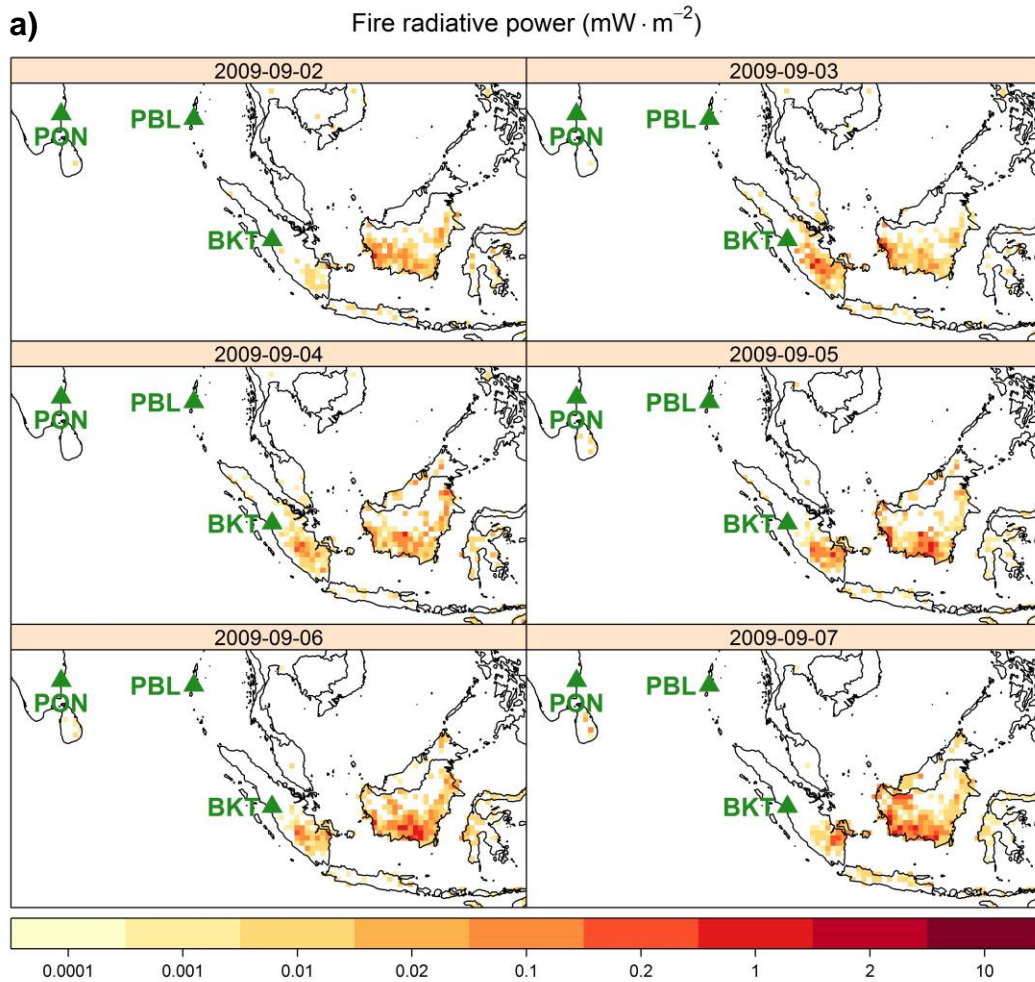 a)
Fire radiative power (mW · m⁻²)
2009-09-02 2009-09-03
PON PBL BKT PON PBL BKT
2009-09-04 2009-09-05
PON PBL BKT PON PBL BKT
2009-09-06 2009-09-07
PON PBL BKT PON PBL BKT
0.0001 0.001 0.01 0.02 0.1 0.2 1 2 10